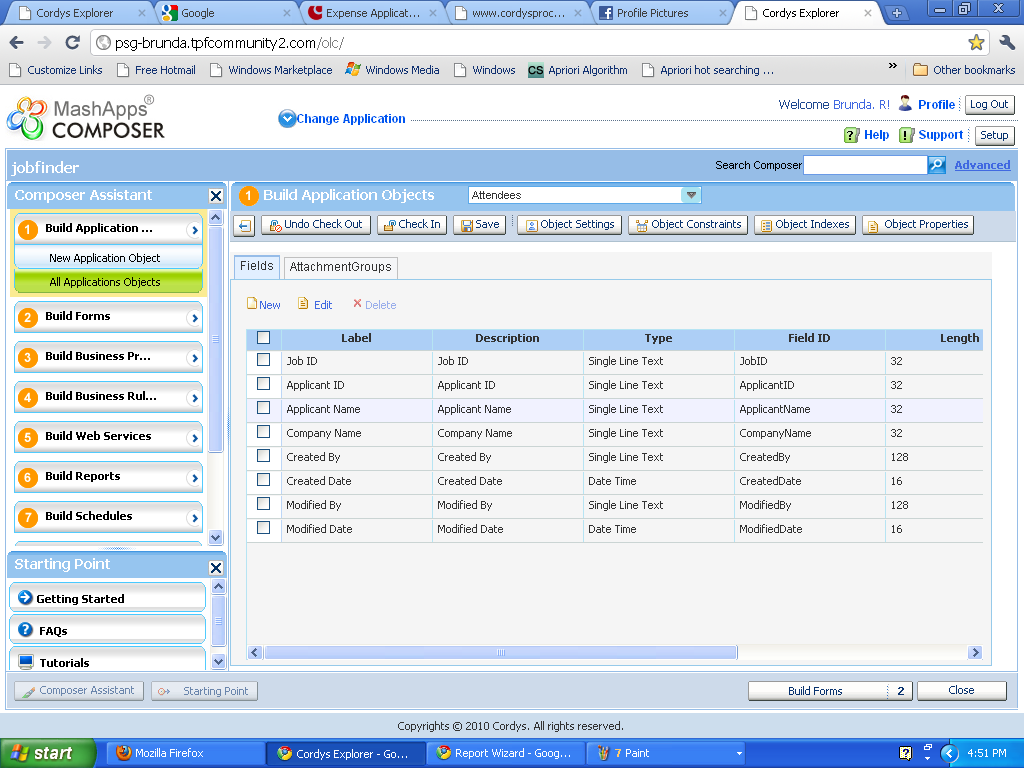 Cordys Explorer
Google
Expense Applicat...
www.cordysproc...
Profile Pictures
Cordys Explorer
psg-brunda.tpfcommunity2.com/olc/
Customize Links
Free Hotmail
Windows Marketplace
Windows Media
Windows
CS Apriori Algorithm
Apriori hot searching ...
»
Other bookmarks
MashApps®
COMPOSER
Change Application
Welcome Brunda. R!
Profile
Log Out
Help
Support
Setup
jobfinder
Search Composer
Advanced
Composer Assistant
1 Build Application Objects
Attendees
1 Build Application ...
New Application Object
All Applications Objects
2 Build Forms
3 Build Business Pr...
4 Build Business Rul...
5 Build Web Services
6 Build Reports
7 Build Schedules
Undo Check Out
Check In
Save
Object Settings
Object Constraints
Object Indexes
Object Properties
Fields
AttachmentGroups
New
Edit
Delete
Label Description Type Field ID Length
Job ID Job ID Single Line Text JobID 32
Applicant ID Applicant ID Single Line Text ApplicantID 32
Applicant Name Applicant Name Single Line Text ApplicantName 32
Company Name Company Name Single Line Text CompanyName 32
Created By Created By Single Line Text CreatedBy 128
Created Date Created Date Date Time CreatedDate 16
Modified By Modified By Single Line Text ModifiedBy 128
Modified Date Modified Date Date Time ModifiedDate 16
Starting Point
Getting Started
FAQs
Tutorials
Composer Assistant
Starting Point
Build Forms 2
Close
Copyrights © 2010 Cordys. All rights reserved.
start
Mozilla Firefox
Cordys Explorer - Go...
Report Wizard - Goog...
7 Paint
4:51 PM